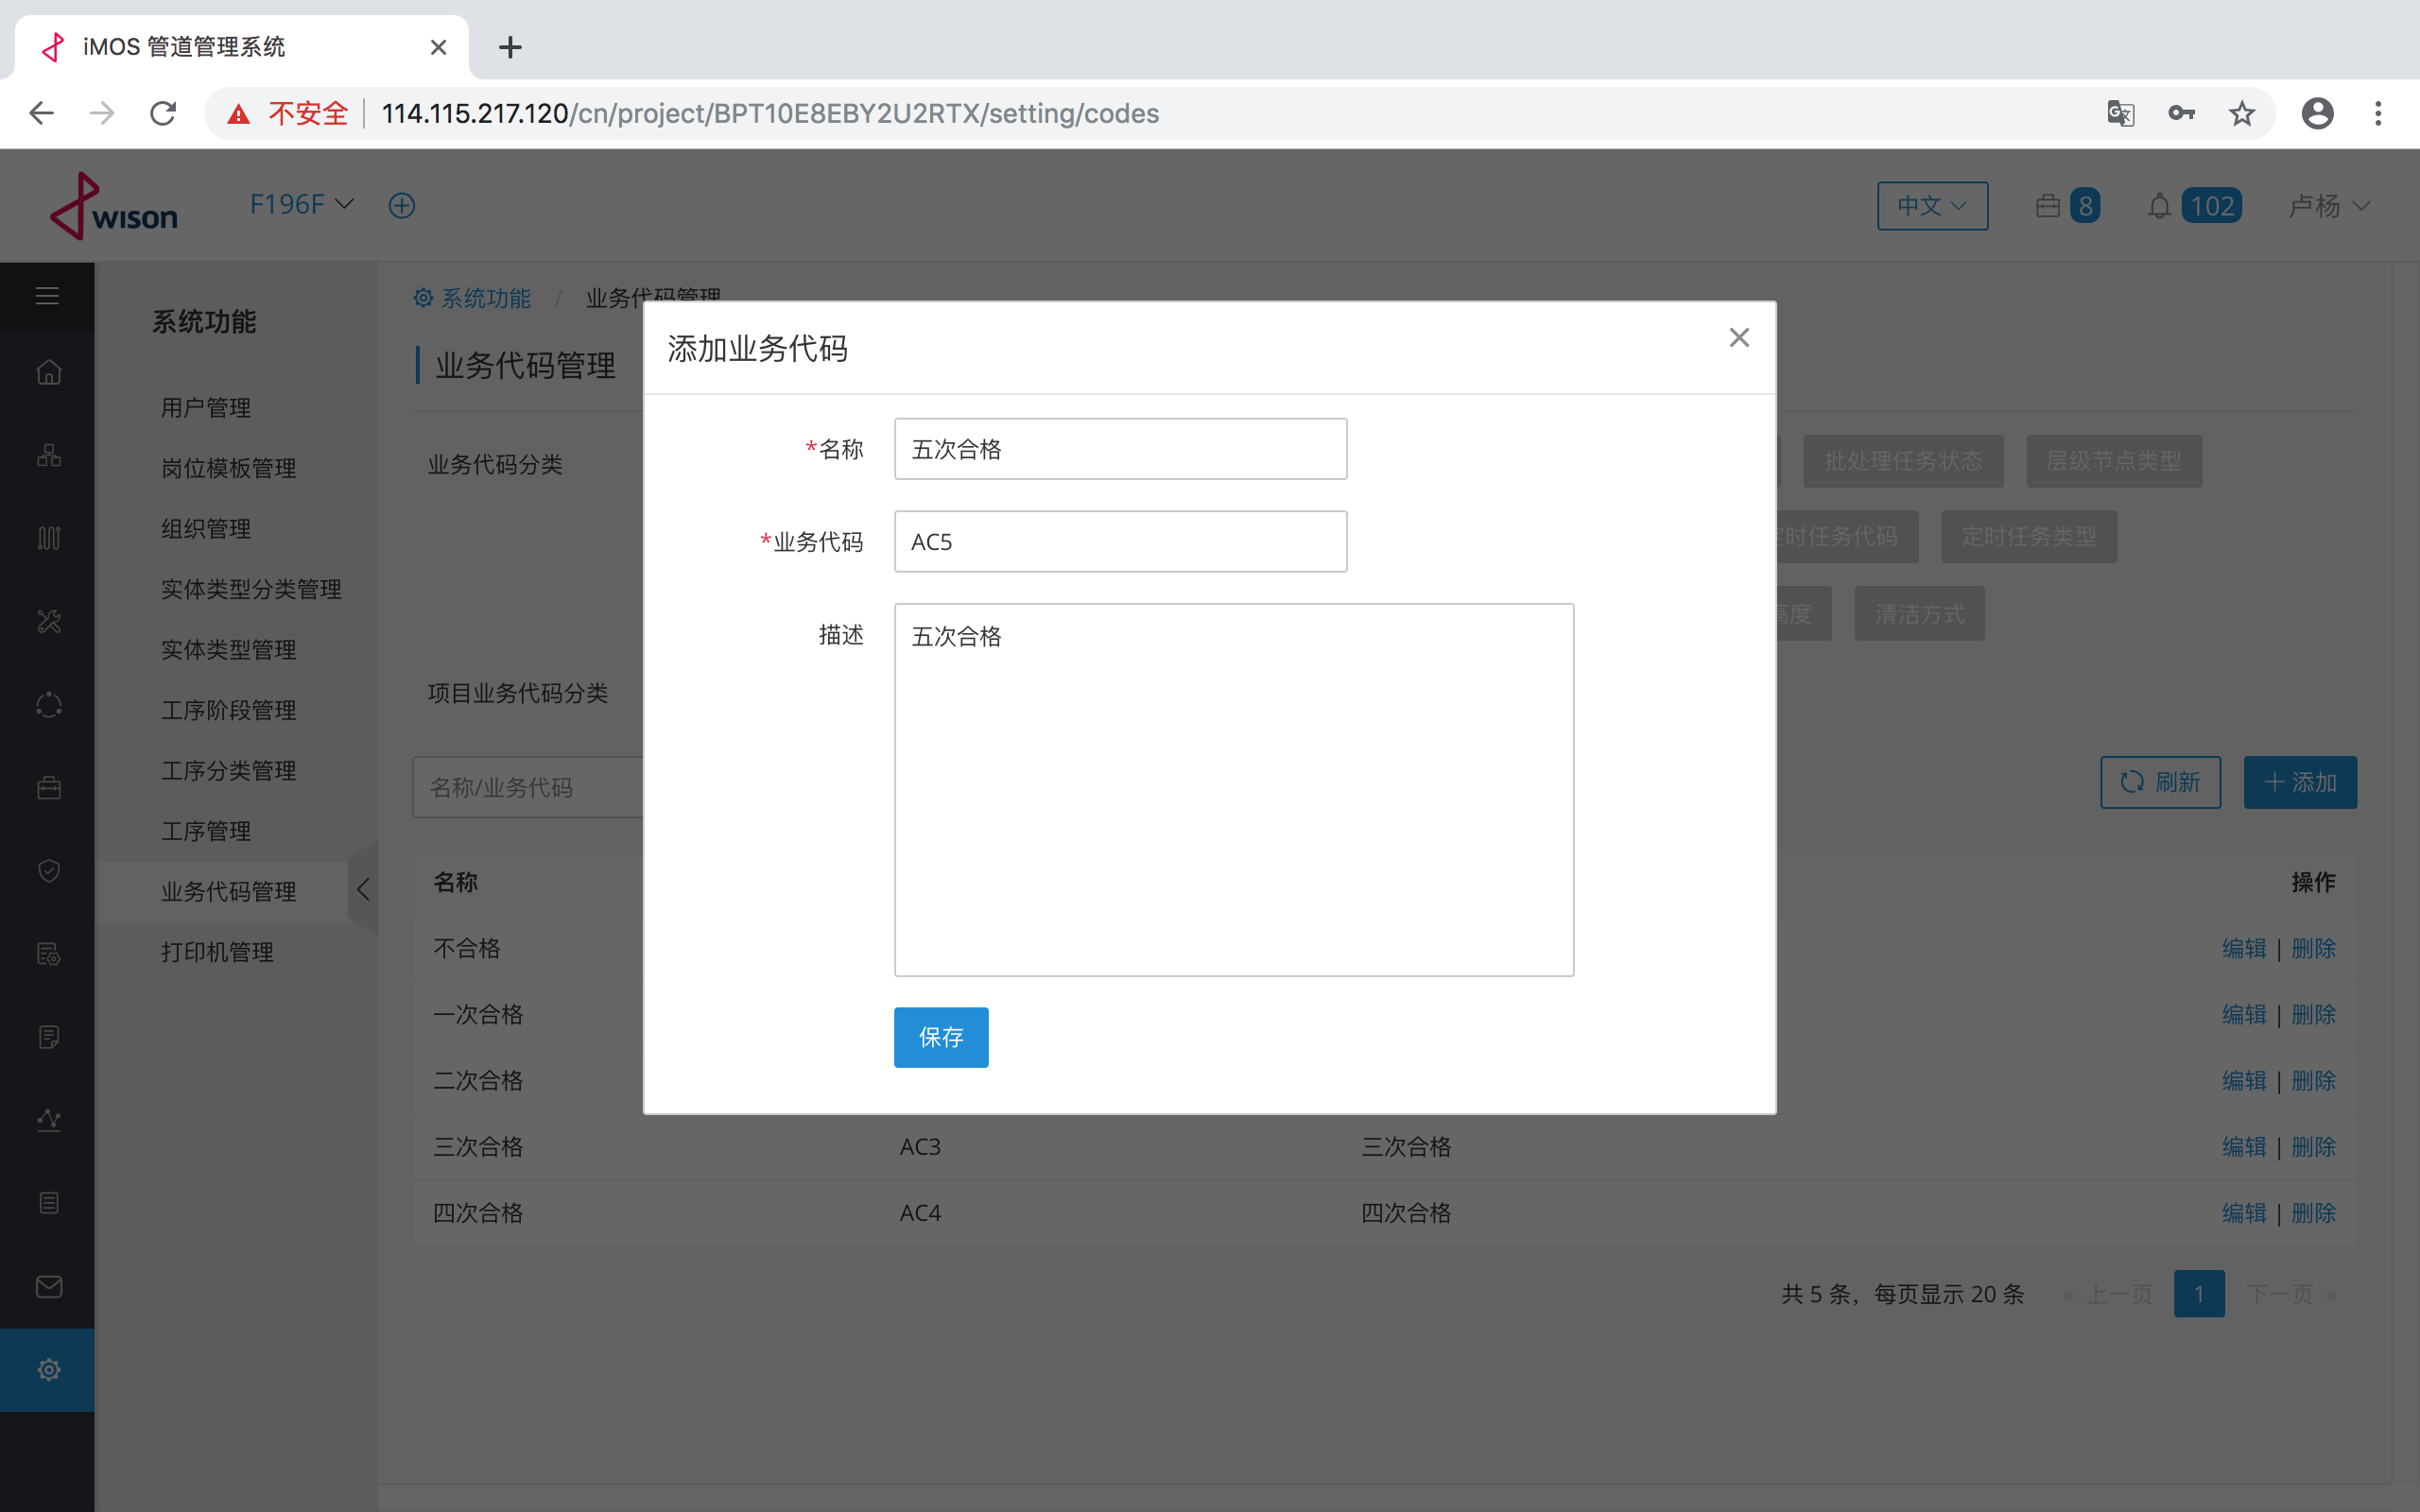 iMOS 管道管理系统
不安全 114.115.217.120/cn/project/BPT10E8EBY2U2RTX/setting/codes
wison F196F 中文 8 102 卢杨
系统功能
用户管理
岗位模板管理
组织管理
实体类型分类管理
实体类型管理
工序阶段管理
工序分类管理
工序管理
业务代码管理
打印机管理
系统功能 / 业务代码管理
业务代码管理
业务代码分类
批处理任务状态 层级节点类型
时任务代码 定时任务类型
高度 清洁方式
项目业务代码分类
名称/业务代码
刷新 添加
添加业务代码
*名称 五次合格
*业务代码 AC5
描述 五次合格
保存
名称 操作
不合格 编辑 | 删除
一次合格 编辑 | 删除
二次合格 编辑 | 删除
三次合格 AC3 三次合格 编辑 | 删除
四次合格 AC4 四次合格 编辑 | 删除
共 5 条，每页显示 20 条 « 上一页 1 下一页 »